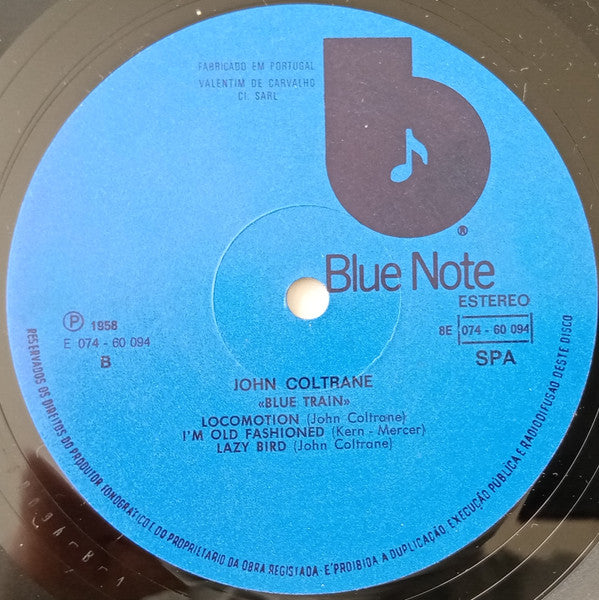 FABRICADO EM PORTUGAL
VALENTIM DE CARVALHO
CI. SARL
b
®
Blue Note
ESTEREO
Ⓟ 1958
E 074 - 60 094
B
8E 074 - 60 094
SPA
JOHN COLTRANE
«BLUE TRAIN»
LOCOMOTION (John Coltrane)
I'M OLD FASHIONED (Kern - Mercer)
LAZY BIRD (John Coltrane)
RESERVADOS OS DIREITOS DO PRODUTOR FONOGRÁTICO E DO PROPRIETARIO DA OBRA REGISTADA. E'PROIBIDA A DUPLICAÇÃO, EXECUÇÃO PÚBLICA E RADIODIFUSÃO DESTE DISCO